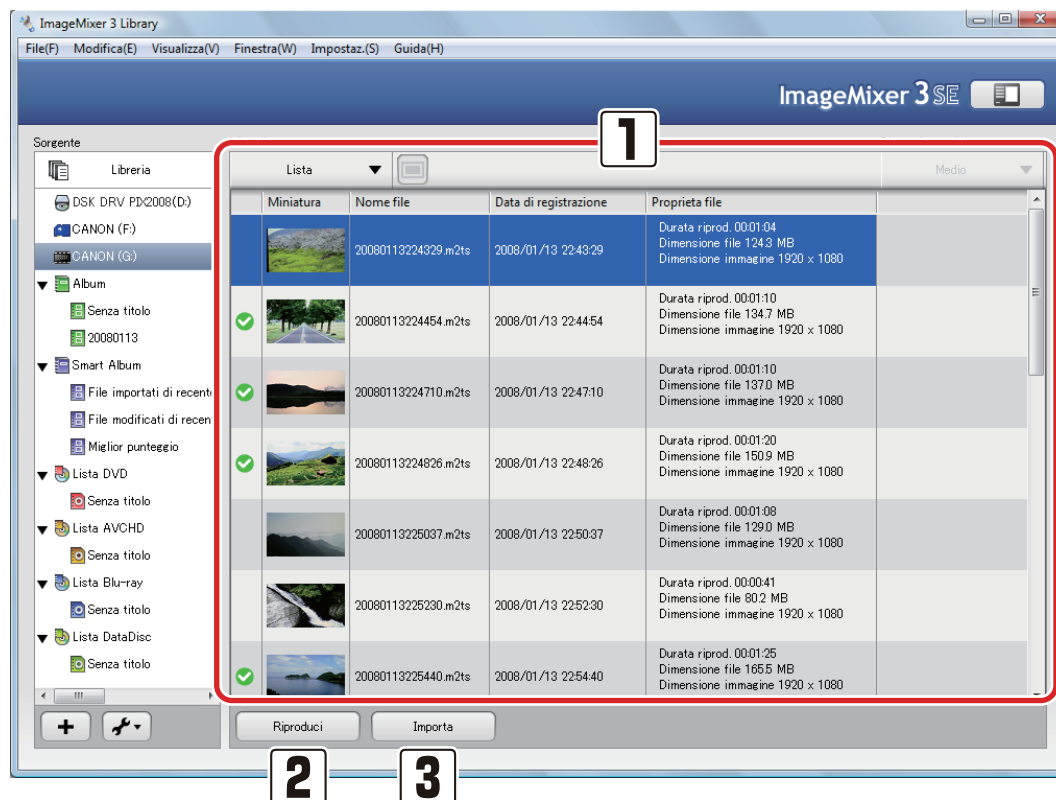 ImageMixer 3 Library
File(F) Modifica(E) Visualizza(V) Finestra(W) Impostaz.(S) Guida(H)
ImageMixer 3 SE
1
Sorgente
Libreria
Lista
Medio
DSK DRV PIX2008(D:)
CANON (F:)
CANON (G:)
Album
Senza titolo
20080113
Smart Album
File importati di recent
File modificati di recen
Miglior punteggio
Lista DVD
Senza titolo
Lista AVCHD
Senza titolo
Lista Blu-ray
Senza titolo
Lista DataDisc
Senza titolo
Miniatura Nome file Data di registrazione Proprieta file
20080113224329.m2ts 2008/01/13 22:43:29
Durata riprod. 00:01:04
Dimensione file 124.3 MB
Dimensione immagine 1920 x 1080
20080113224454.m2ts 2008/01/13 22:44:54
Durata riprod. 00:01:10
Dimensione file 134.7 MB
Dimensione immagine 1920 x 1080
20080113224710.m2ts 2008/01/13 22:47:10
Durata riprod. 00:01:10
Dimensione file 137.0 MB
Dimensione immagine 1920 x 1080
20080113224826.m2ts 2008/01/13 22:48:26
Durata riprod. 00:01:20
Dimensione file 150.9 MB
Dimensione immagine 1920 x 1080
20080113225037.m2ts 2008/01/13 22:50:37
Durata riprod. 00:01:08
Dimensione file 129.0 MB
Dimensione immagine 1920 x 1080
20080113225230.m2ts 2008/01/13 22:52:30
Durata riprod. 00:00:41
Dimensione file 80.2 MB
Dimensione immagine 1920 x 1080
20080113225440.m2ts 2008/01/13 22:54:40
Durata riprod. 00:01:25
Dimensione file 165.5 MB
Dimensione immagine 1920 x 1080
Riproduci Importa
2 3